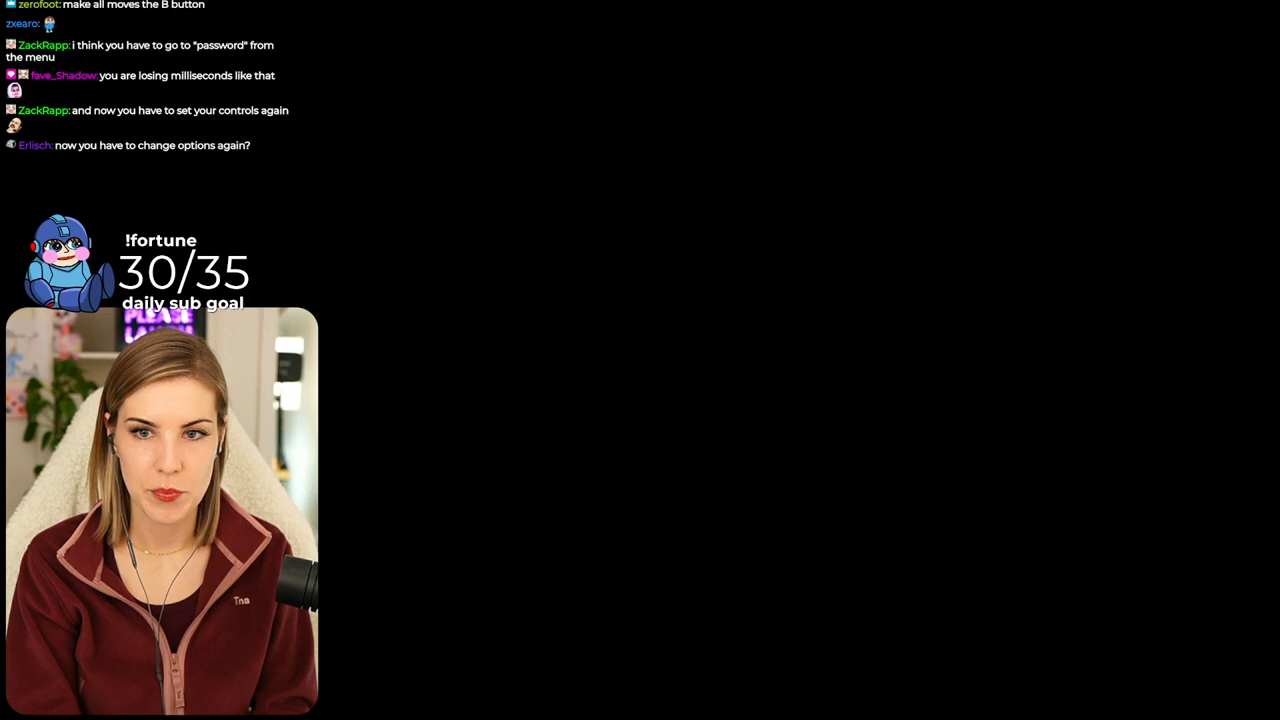 zerofoot: make all moves the B button
zxearo:
ZackRapp: i think you have to go to "password" from
the menu
fave_Shadow: you are losing milliseconds like that
ZackRapp: and now you have to set your controls again
Erlisch: now you have to change options again?
!fortune
30/35
daily sub goal
PLEASE
Tna